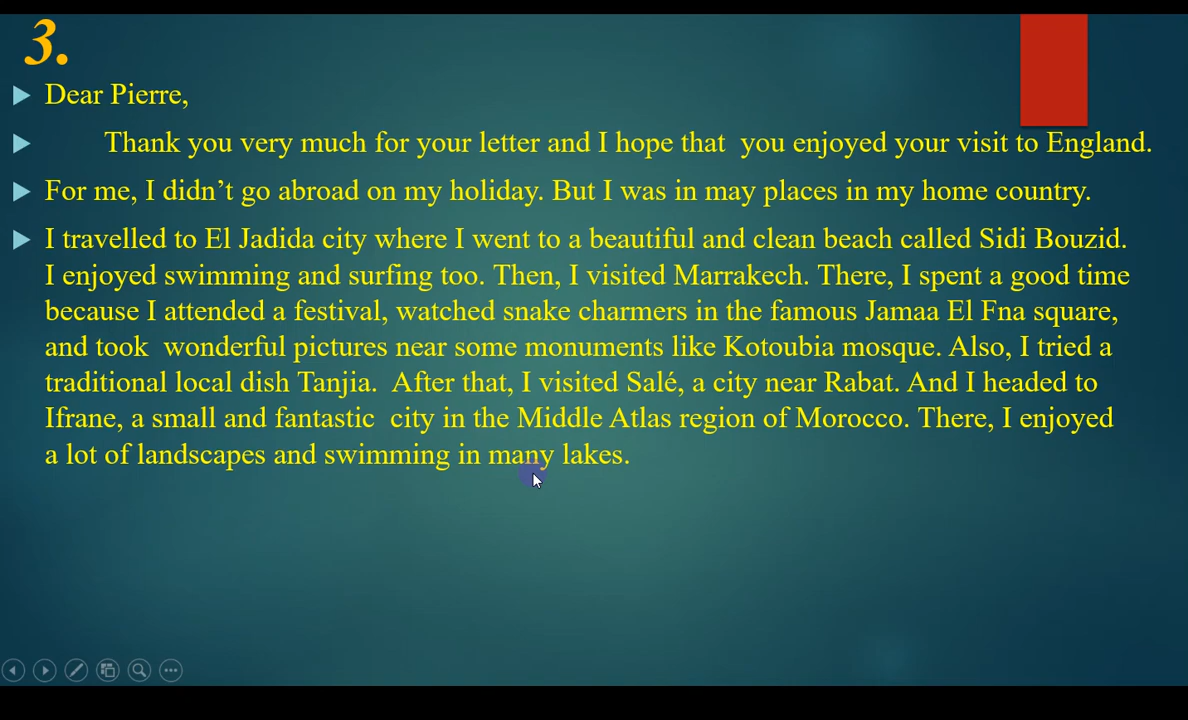 3.
Dear Pierre,
Thank you very much for your letter and I hope that you enjoyed your visit to England.
For me, I didn’t go abroad on my holiday. But I was in may places in my home country.
I travelled to El Jadida city where I went to a beautiful and clean beach called Sidi Bouzid.
I enjoyed swimming and surfing too. Then, I visited Marrakech. There, I spent a good time
because I attended a festival, watched snake charmers in the famous Jamaa El Fna square,
and took wonderful pictures near some monuments like Kotoubia mosque. Also, I tried a
traditional local dish Tanjia. After that, I visited Salé, a city near Rabat. And I headed to
Ifrane, a small and fantastic city in the Middle Atlas region of Morocco. There, I enjoyed
a lot of landscapes and swimming in many lakes.